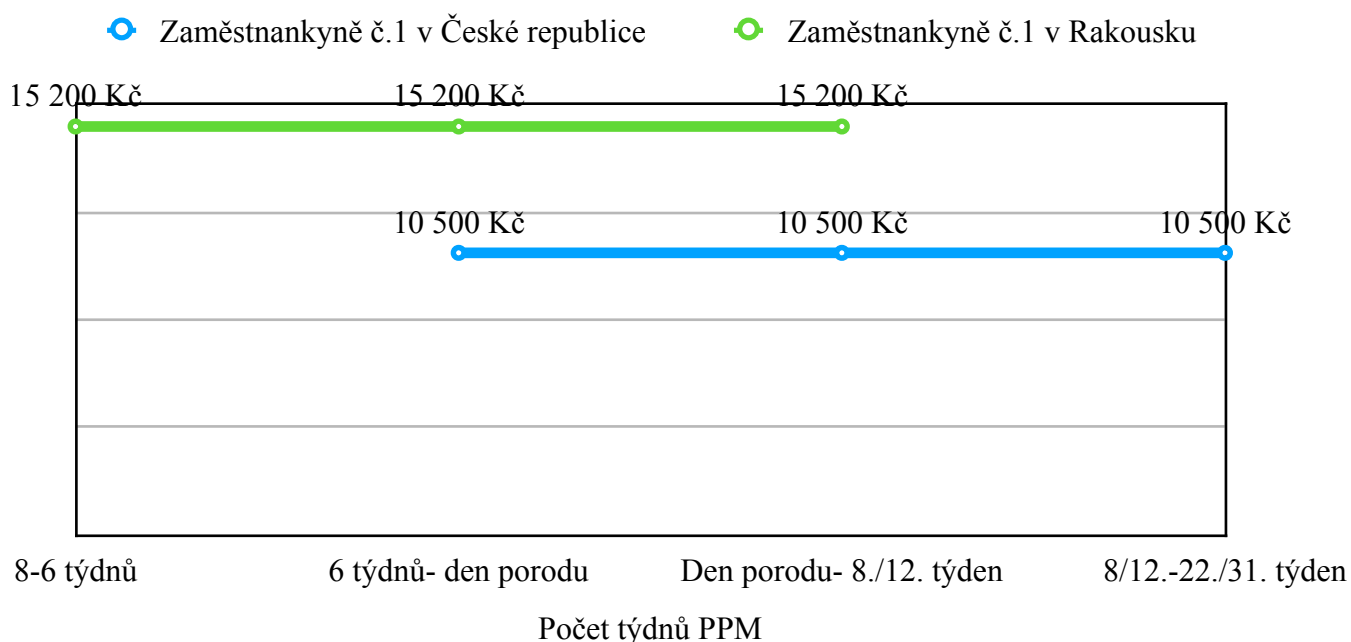 Zaměstnankyně č.1 v České republice Zaměstnankyně č.1 v Rakousku
15 200 Kč 15 200 Kč 15 200 Kč
10 500 Kč 10 500 Kč 10 500 Kč
8-6 týdnů 6 týdnů- den porodu Den porodu- 8./12. týden 8/12.-22./31. týden
Počet týdnů PPM